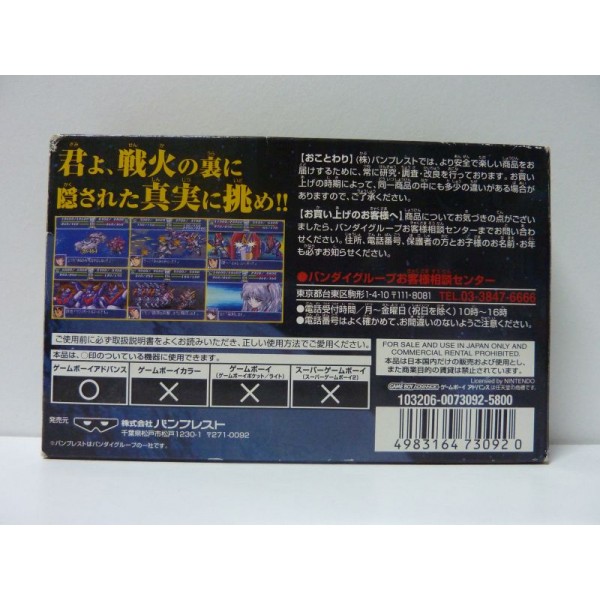 君よ、戦火の裏に
隠された真実に挑め!!
【おことわり】(株)バンプレストでは、より安全で楽しい商品をお
届けするために、常に研究・調査・改良を行っております。お買
い上げの時期によって、同一商品の中にも多少の違いがある場合が
ありますので、ご了承ください。
【お買い上げのお客様へ】商品についてお気づきの点がござい
ましたら、バンダイグループお客様相談センターまでお問い合わ
せください。住所、電話番号、保護者の方とお子様のお名前・お年
も必ずお知らせください。
●バンダイグループお客様相談センター
東京都台東区駒形1-4-10 〒111-8081 TEL.03-3847-6666
●電話受付時間/月~金曜日(祝日を除く)10時~16時
●電話番号はよく確かめて、お間違いのないようにご注意ください。
ご使用前に必ず取扱説明書をよくお読みいただき、正しい使用方法でご愛用ください。
本品は、○印のついている機器に使用できます。
ゲームボーイアドバンス
ゲームボーイカラー
ゲームボーイ
(ゲームボーイポケット/ライト)
スーパーゲームボーイ
(スーパーゲームボーイ2)
発売元
株式会社バンプレスト
千葉県松戸市松戸1230-1 〒271-0092
*バンプレストはバンダイグループの一社です。
FOR SALE AND USE IN JAPAN ONLY AND
COMMERCIAL RENTAL PROHIBITED.
本品は日本国内だけの販売および使用とし、
また商業目的の賃貸は禁止されています。
Licensed by NINTENDO
GAME BOY ADVANCE ゲームボーイ アドバンスは任天堂の商標です。
103206-0073092-5800
4983164 730920